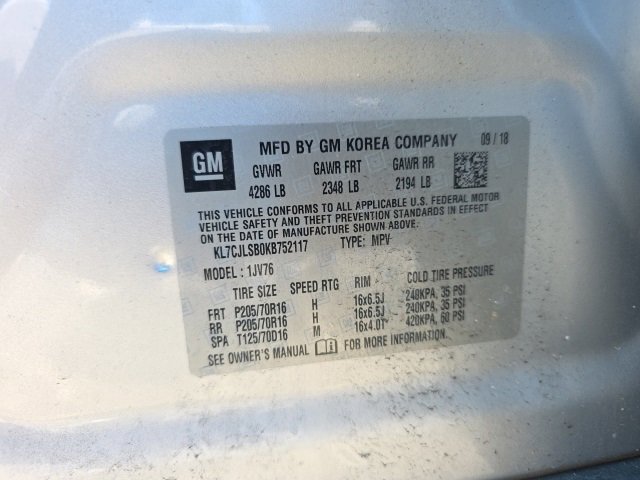 GM MFD BY GM KOREA COMPANY 09 / 18
GVWR GAWR FRT GAWR RR
4286 LB 2348 LB 2194 LB
THIS VEHICLE CONFORMS TO ALL APPLICABLE U.S. FEDERAL MOTOR
VEHICLE SAFETY AND THEFT PREVENTION STANDARDS IN EFFECT
ON THE DATE OF MANUFACTURE SHOWN ABOVE.
KL7CJLSB0KB752117 TYPE: MPV
MODEL : 1JV76
TIRE SIZE SPEED RTG RIM COLD TIRE PRESSURE
FRT P205/70R16 H 16x6.5J 240KPA, 35 PSI
RR P205/70R16 H 16x6.5J 240KPA, 35 PSI
SPA T125/70D16 M 16x4.0T 420KPA, 60 PSI
SEE OWNER'S MANUAL FOR MORE INFORMATION.